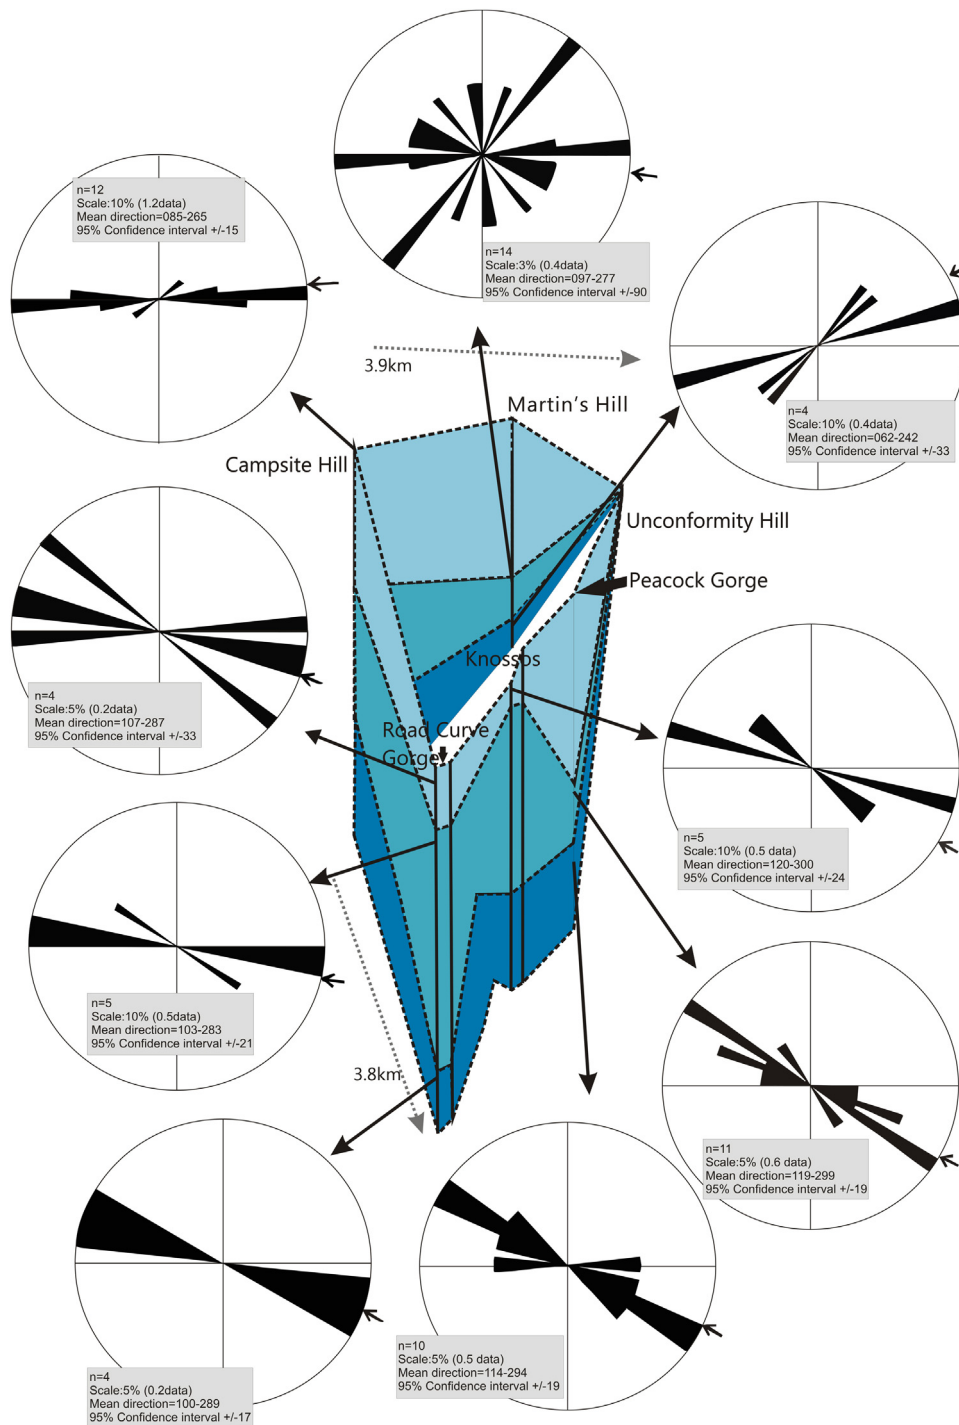 n=12
Scale:10% (1.2data)
Mean direction=085-265
95% Confidence interval +/-15
n=14
Scale:3% (0.4data)
Mean direction=097-277
95% Confidence interval +/-90
3.9km
Martin's Hill
n=4
Scale:10% (0.4data)
Mean direction=062-242
95% Confidence interval +/-33
Campsite Hill
Unconformity Hill
Peacock Gorge
Knossos
n=4
Scale:5% (0.2data)
Mean direction=107-287
95% Confidence interval +/-33
Road Curve
Gorge
n=5
Scale:10% (0.5 data)
Mean direction=120-300
95% Confidence interval +/-24
n=5
Scale:10% (0.5data)
Mean direction=103-283
95% Confidence interval +/-21
3.8km
n=11
Scale:5% (0.6 data)
Mean direction=119-299
95% Confidence interval +/-19
n=10
Scale:5% (0.5 data)
Mean direction=114-294
95% Confidence interval +/-19
n=4
Scale:5% (0.2data)
Mean direction=100-289
95% Confidence interval +/-17